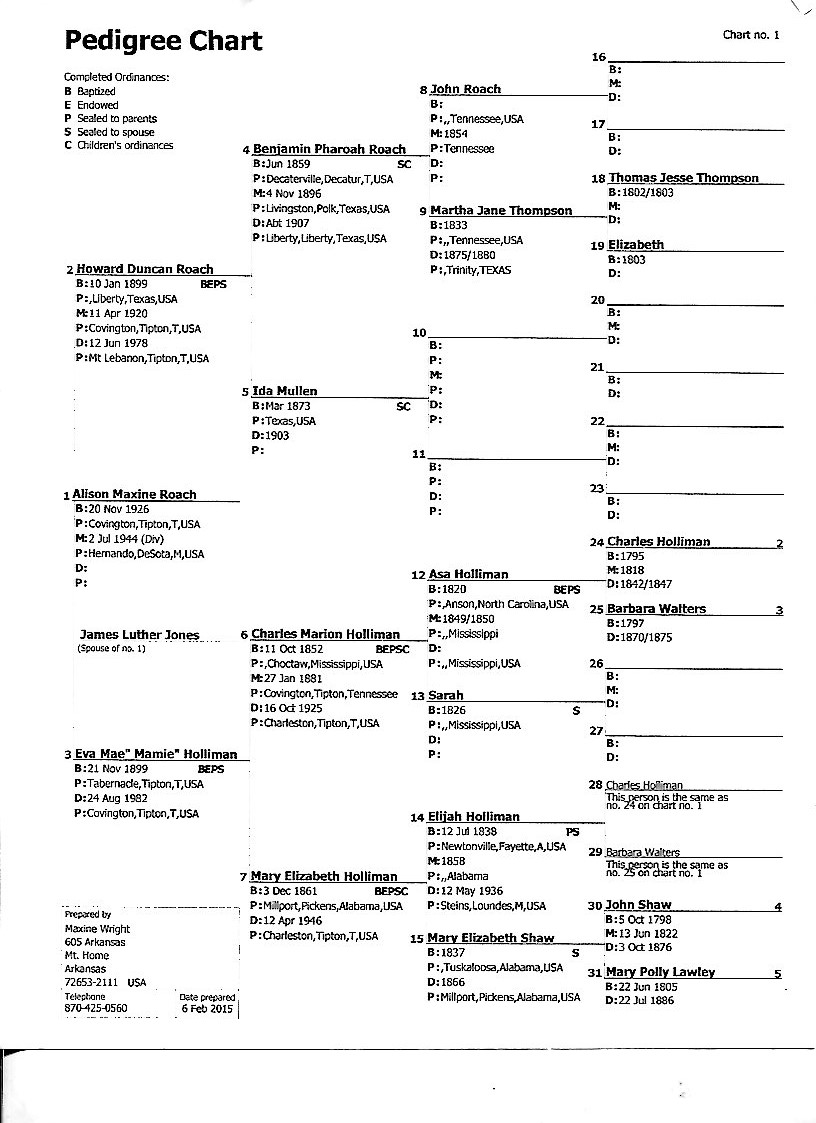 Pedigree Chart
Chart no. 1
Completed Ordinances:
B Baptized
E Endowed
P Sealed to parents
S Sealed to spouse
C Children's ordinances
1 Alison Maxine Roach
B:20 Nov 1926
P:Covington,Tipton,T,USA
M:2 Jul 1944 (Div)
P:Hernando,DeSota,M,USA
D:
P:
James Luther Jones
(Spouse of no. 1)
2 Howard Duncan Roach
B:10 Jan 1899 BEPS
P:,Liberty,Texas,USA
M:11 Apr 1920
P:Covington,Tipton,T,USA
D:12 Jun 1978
P:Mt Lebanon,Tipton,T,USA
3 Eva Mae" Mamie" Holliman
B:21 Nov 1899 BEPS
P:Tabernacle,Tipton,T,USA
D:24 Aug 1982
P:Covington,Tipton,T,USA
4 Benjamin Pharoah Roach
B:Jun 1859 SC
P:Decaterville,Decatur,T,USA
M:4 Nov 1896
P:Livingston,Polk,Texas,USA
D:Abt 1907
P:Liberty,Liberty,Texas,USA
5 Ida Mullen
B:Mar 1873 SC
P:Texas,USA
D:1903
P:
6 Charles Marion Holliman
B:11 Oct 1852 BEPSC
P:,Choctaw,Mississippi,USA
M:27 Jan 1881
P:Covington,Tipton,Tennessee
D:16 Oct 1925
P:Charleston,Tipton,T,USA
7 Mary Elizabeth Holliman
B:3 Dec 1861 BEPSC
P:Millport,Pickens,Alabama,USA
D:12 Apr 1946
P:Charleston,Tipton,T,USA
8 John Roach
B:
P:,,Tennessee,USA
M:1854
P:Tennessee
D:
P:
9 Martha Jane Thompson
B:1833
P:,,Tennessee,USA
D:1875/1880
P:,Trinity,TEXAS
10
B:
P:
M:
P:
D:
P:
11
B:
P:
D:
P:
12 Asa Holliman
B:1820 BEPS
P:,Anson,North Carolina,USA
M:1849/1850
P:,,Mississippi
D:
P:,,Mississippi,USA
13 Sarah
B:1826 S
P:,,Mississippi,USA
D:
P:
14 Elijah Holliman
B:12 Jul 1838 PS
P:Newtonville,Fayette,A,USA
M:1858
P:,,Alabama
D:12 May 1936
P:Steins,Loundes,M,USA
15 Mary Elizabeth Shaw
B:1837 S
P:,Tuskaloosa,Alabama,USA
D:1866
P:Millport,Pickens,Alabama,USA
16
B:
M:
D:
17
B:
D:
18 Thomas Jesse Thompson
B:1802/1803
M:
D:
19 Elizabeth
B:1803
D:
20
B:
M:
D:
21
B:
D:
22
B:
M:
D:
23
B:
D:
24 Charles Holliman 2
B:1795
M:1818
D:1842/1847
25 Barbara Walters 3
B:1797
D:1870/1875
26
B:
M:
D:
27
B:
D:
28 Charles Holliman
This person is the same as
no. 24 on chart no. 1
29 Barbara Walters
This person is the same as
no. 25 on chart no. 1
30 John Shaw 4
B:5 Oct 1798
M:13 Jun 1822
D:3 Oct 1876
31 Mary Polly Lawley 5
B:22 Jun 1805
D:22 Jul 1886
Prepared by
Maxine Wright
605 Arkansas
Mt. Home
Arkansas
72653-2111 USA
Telephone Date prepared
870-425-0560 6 Feb 2015